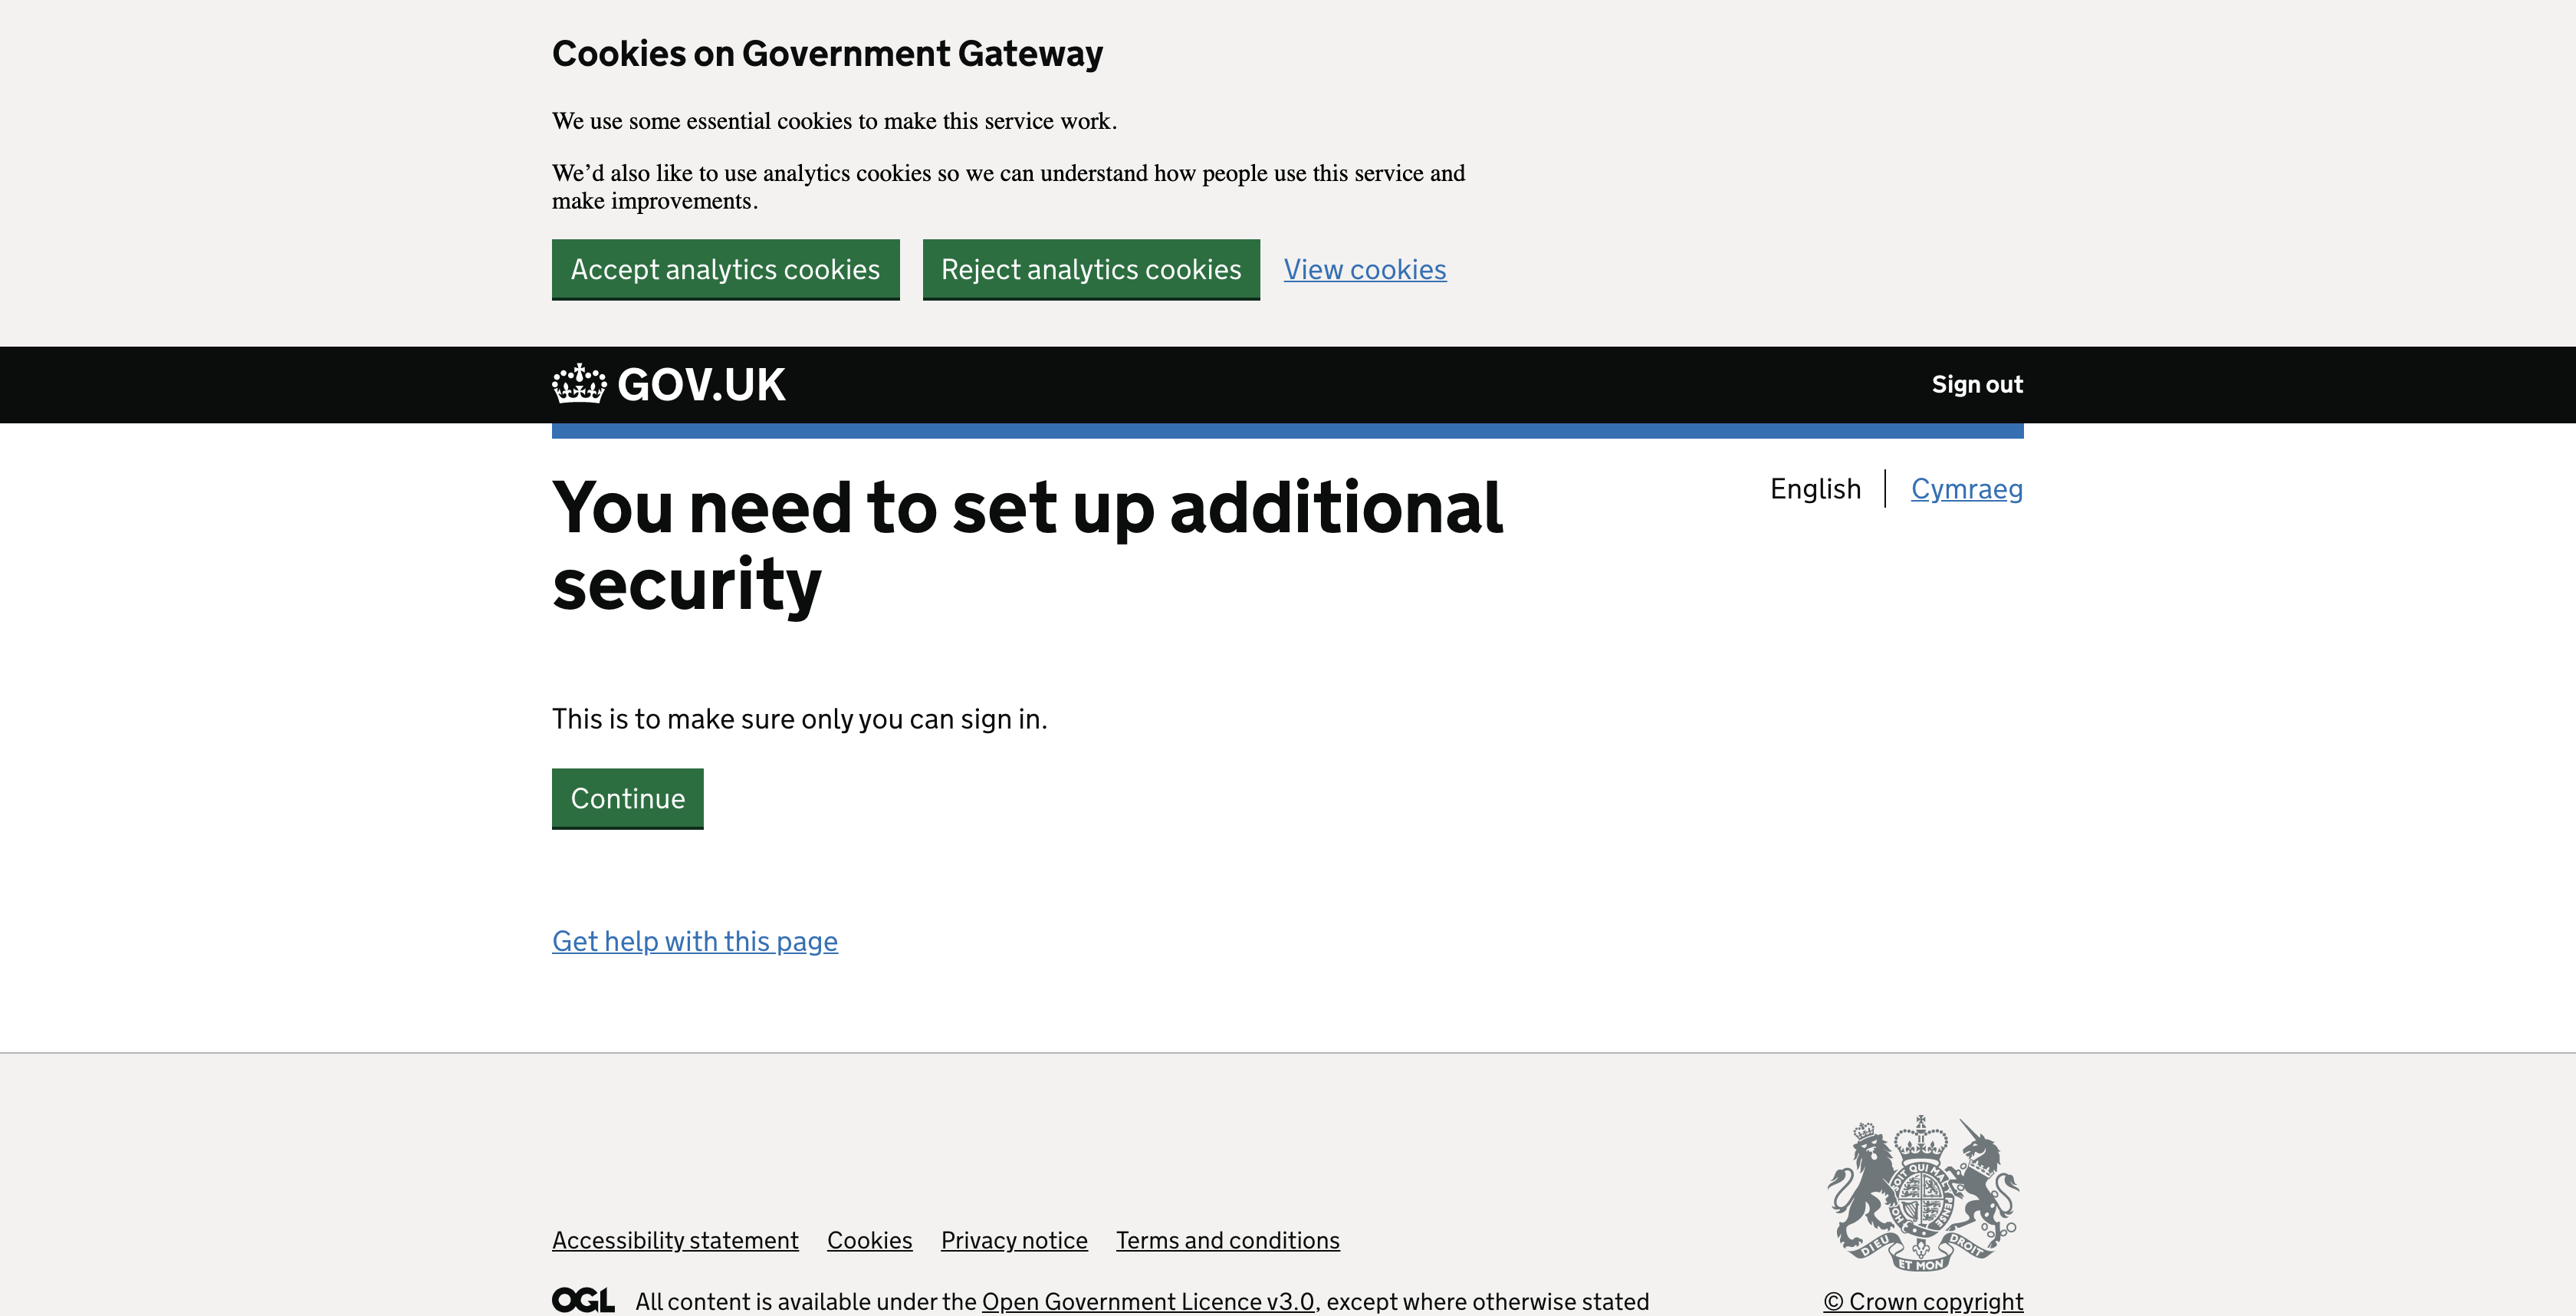 Cookies on Government Gateway
We use some essential cookies to make this service work.
We’d also like to use analytics cookies so we can understand how people use this service and
make improvements.
Accept analytics cookies Reject analytics cookies View cookies
GOV.UK Sign out
You need to set up additional
security
English Cymraeg
This is to make sure only you can sign in.
Continue
Get help with this page
Accessibility statement Cookies Privacy notice Terms and conditions
DIEU ET MON DROIT
OGL All content is available under the Open Government Licence v3.0, except where otherwise stated
© Crown copyright